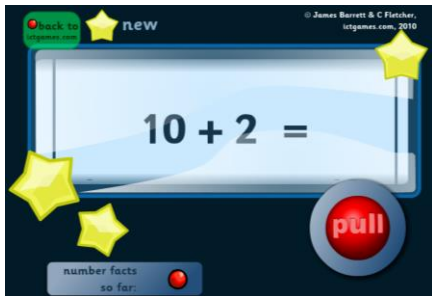 back to
ictgames.com
new
© James Barrett & C Fletcher,
ictgames.com, 2010
10 + 2 =
pull
number facts
so far: